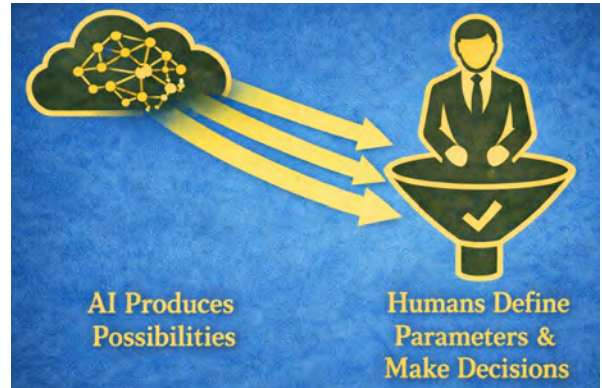 AI Produces
Possibilities
Humans Define
Parameters &
Make Decisions